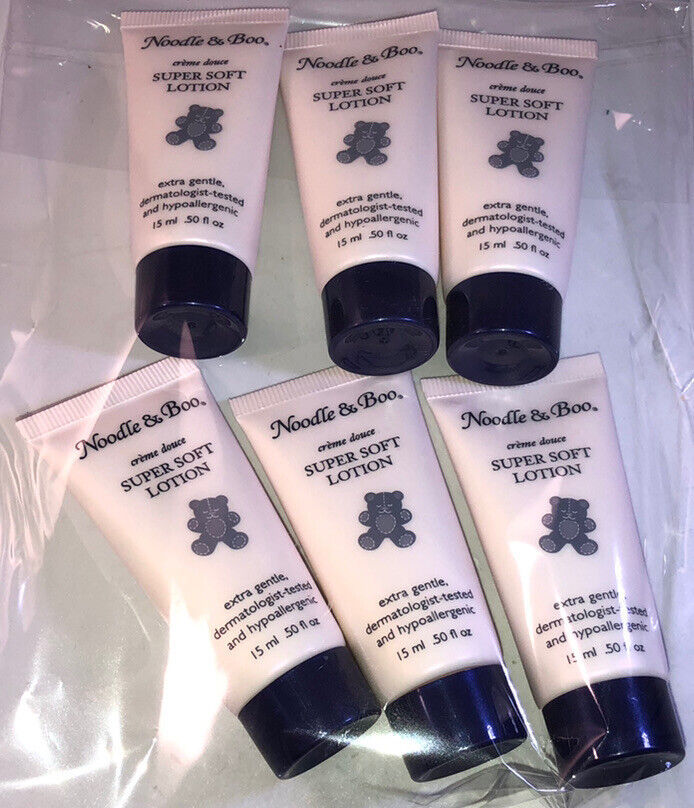 Noodle & Boo®
crème douce
SUPER SOFT
LOTION
extra gentle,
dermatologist-tested
and hypoallergenic
15 ml .50 fl oz
Noodle & Boo®
crème douce
SUPER SOFT
LOTION
extra gentle,
dermatologist-tested
and hypoallergenic
15 ml .50 fl oz
Noodle & Boo®
crème douce
SUPER SOFT
LOTION
extra gentle,
dermatologist-tested
and hypoallergenic
15 ml .50 fl oz
Noodle & Boo®
crème douce
SUPER SOFT
LOTION
extra gentle,
dermatologist-tested
and hypoallergenic
15 ml .50 fl oz
Noodle & Boo®
crème douce
SUPER SOFT
LOTION
extra gentle,
dermatologist-tested
and hypoallergenic
15 ml .50 fl oz
Noodle & Boo®
crème douce
SUPER SOFT
LOTION
extra gentle,
dermatologist-tested
and hypoallergenic
15 ml .50 fl oz